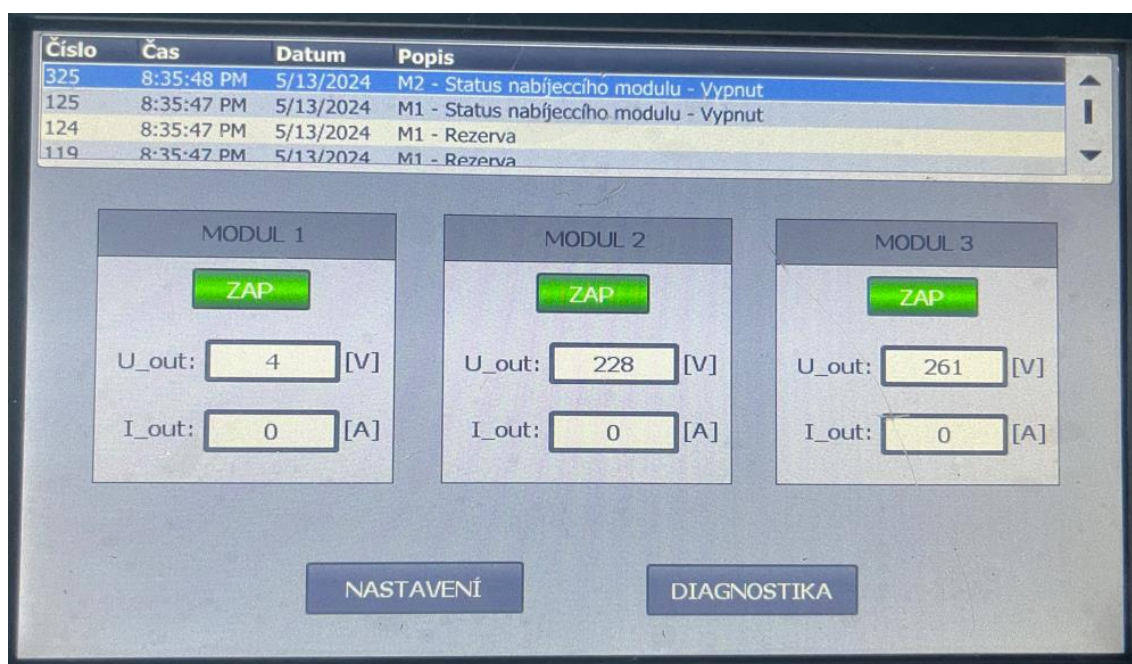 Číslo Čas Datum Popis
325 8:35:48 PM 5/13/2024 M2 - Status nabíjeccího modulu - Vypnut
125 8:35:47 PM 5/13/2024 M1 - Status nabíjeccího modulu - Vypnut
124 8:35:47 PM 5/13/2024 M1 - Rezerva
119 8:35:47 PM 5/13/2024 M1 - Rezerva
MODUL 1 MODUL 2 MODUL 3
ZAP ZAP ZAP
U_out: 4 [V] U_out: 228 [V] U_out: 261 [V]
I_out: 0 [A] I_out: 0 [A] I_out: 0 [A]
NASTAVENÍ DIAGNOSTIKA